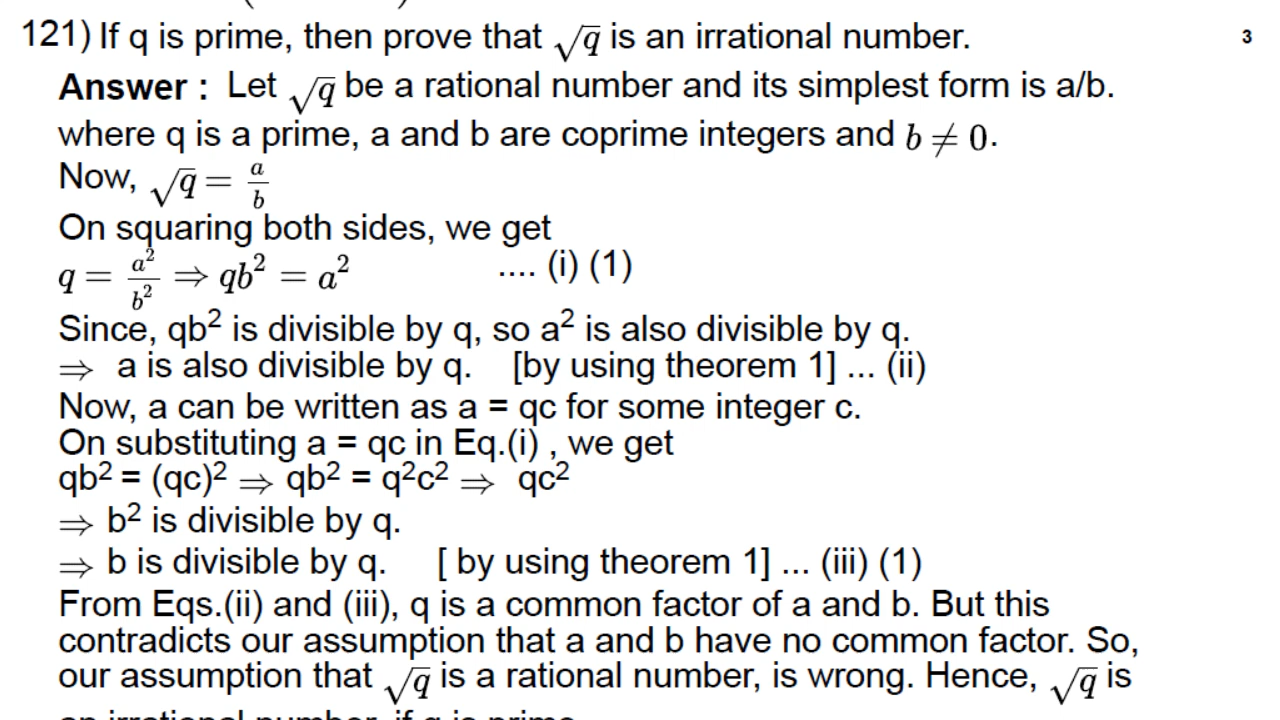 121) If q is prime, then prove that √q is an irrational number. 3
Answer : Let √q be a rational number and its simplest form is a/b.
where q is a prime, a and b are coprime integers and b ≠ 0.
Now, √q = a/b
On squaring both sides, we get
q = a²/b² ⇒ qb² = a² .... (i) (1)
Since, qb² is divisible by q, so a² is also divisible by q.
⇒ a is also divisible by q. [by using theorem 1] ... (ii)
Now, a can be written as a = qc for some integer c.
On substituting a = qc in Eq.(i) , we get
qb² = (qc)² ⇒ qb² = q²c² ⇒ qc²
⇒ b² is divisible by q.
⇒ b is divisible by q. [ by using theorem 1] ... (iii) (1)
From Eqs.(ii) and (iii), q is a common factor of a and b. But this
contradicts our assumption that a and b have no common factor. So,
our assumption that √q is a rational number, is wrong. Hence, √q is
an irrational number, if q is prime